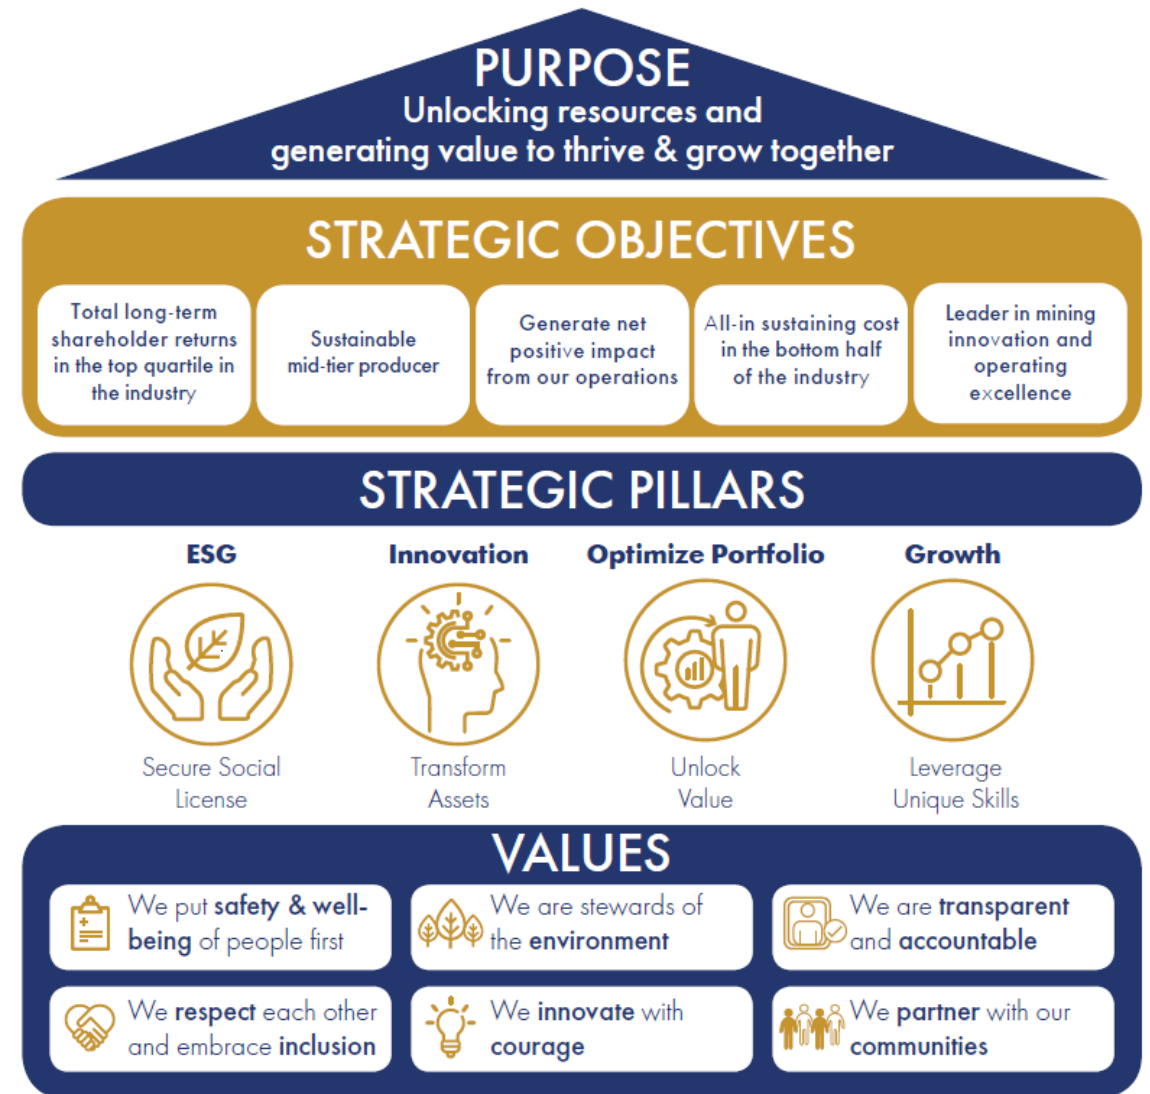 PURPOSE
Unlocking resources and
generating value to thrive & grow together
STRATEGIC OBJECTIVES
Total long-term
shareholder returns
in the top quartile in
the industry
Sustainable
mid-tier producer
Generate net
positive impact
from our operations
All-in sustaining cost
in the bottom half
of the industry
Leader in mining
innovation and
operating
excellence
STRATEGIC PILLARS
ESG
Secure Social
License
Innovation
Transform
Assets
Optimize Portfolio
Unlock
Value
Growth
Leverage
Unique Skills
VALUES
We put safety & well-
being of people first
We are stewards of
the environment
We are transparent
and accountable
We respect each other
and embrace inclusion
We innovate with
courage
We partner with our
communities